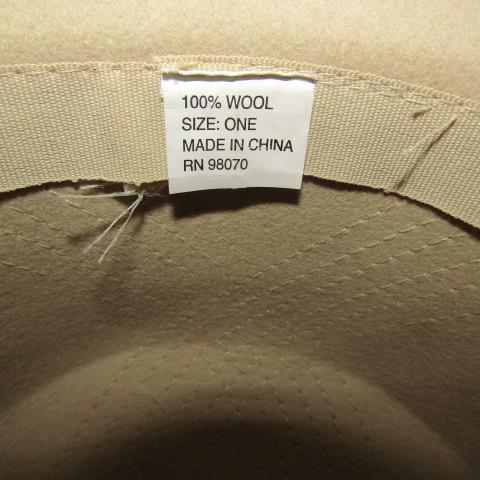 100% WOOL
SIZE: ONE
MADE IN CHINA
RN 98070